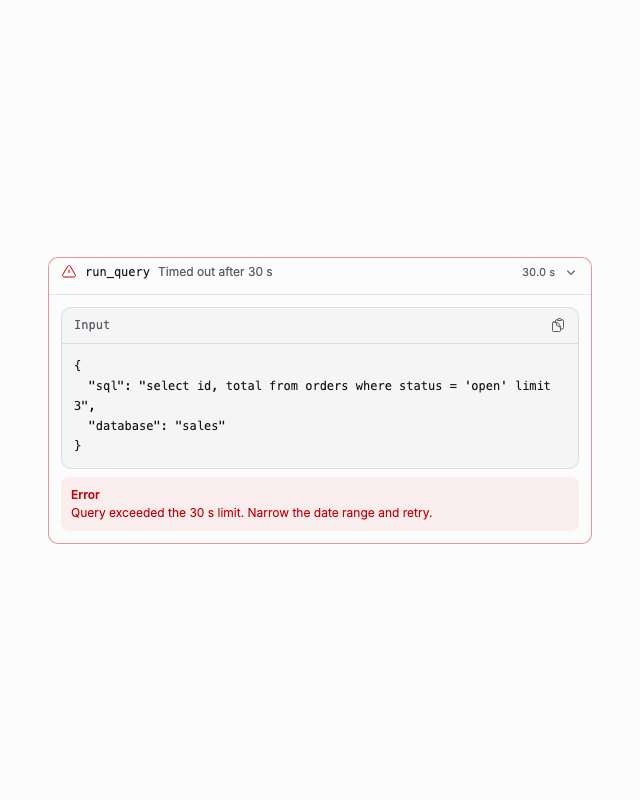 run_query Timed out after 30 s 30.0 s
Input
{
  "sql": "select id, total from orders where status = 'open' limit
3",
  "database": "sales"
}
Error
Query exceeded the 30 s limit. Narrow the date range and retry.